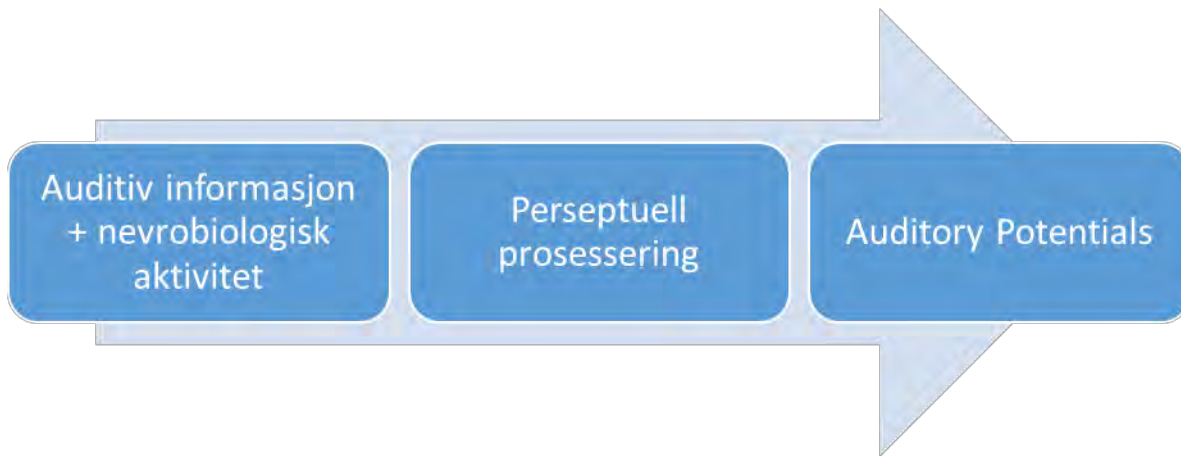 Auditiv informasjon
+ nevrobiologisk
aktivitet
Perseptuell
prosessering
Auditory Potentials